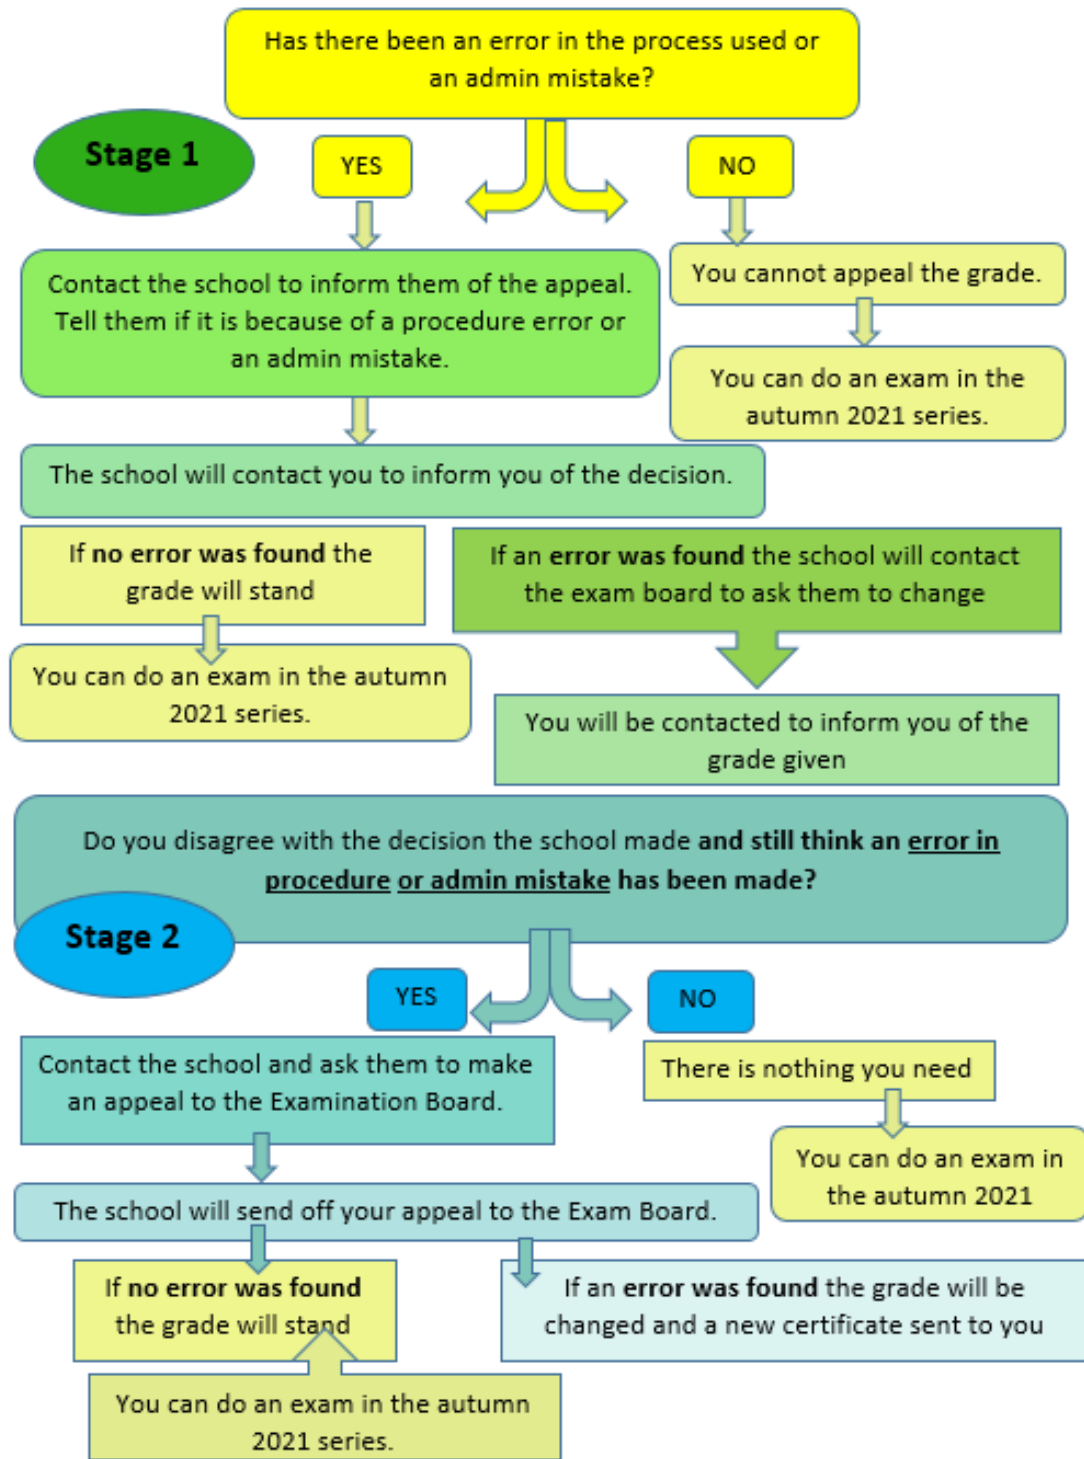 Has there been an error in the process used or
an admin mistake?
Stage 1
YES
NO
Contact the school to inform them of the appeal.
Tell them if it is because of a procedure error or
an admin mistake.
You cannot appeal the grade.
You can do an exam in the
autumn 2021 series.
The school will contact you to inform you of the decision.
If no error was found the
grade will stand
If an error was found the school will contact
the exam board to ask them to change
You can do an exam in the autumn
2021 series.
You will be contacted to inform you of the
grade given
Do you disagree with the decision the school made and still think an error in
procedure or admin mistake has been made?
Stage 2
YES
NO
Contact the school and ask them to make
an appeal to the Examination Board.
There is nothing you need
You can do an exam in
the autumn 2021
The school will send off your appeal to the Exam Board.
If no error was found
the grade will stand
If an error was found the grade will be
changed and a new certificate sent to you
You can do an exam in the autumn
2021 series.